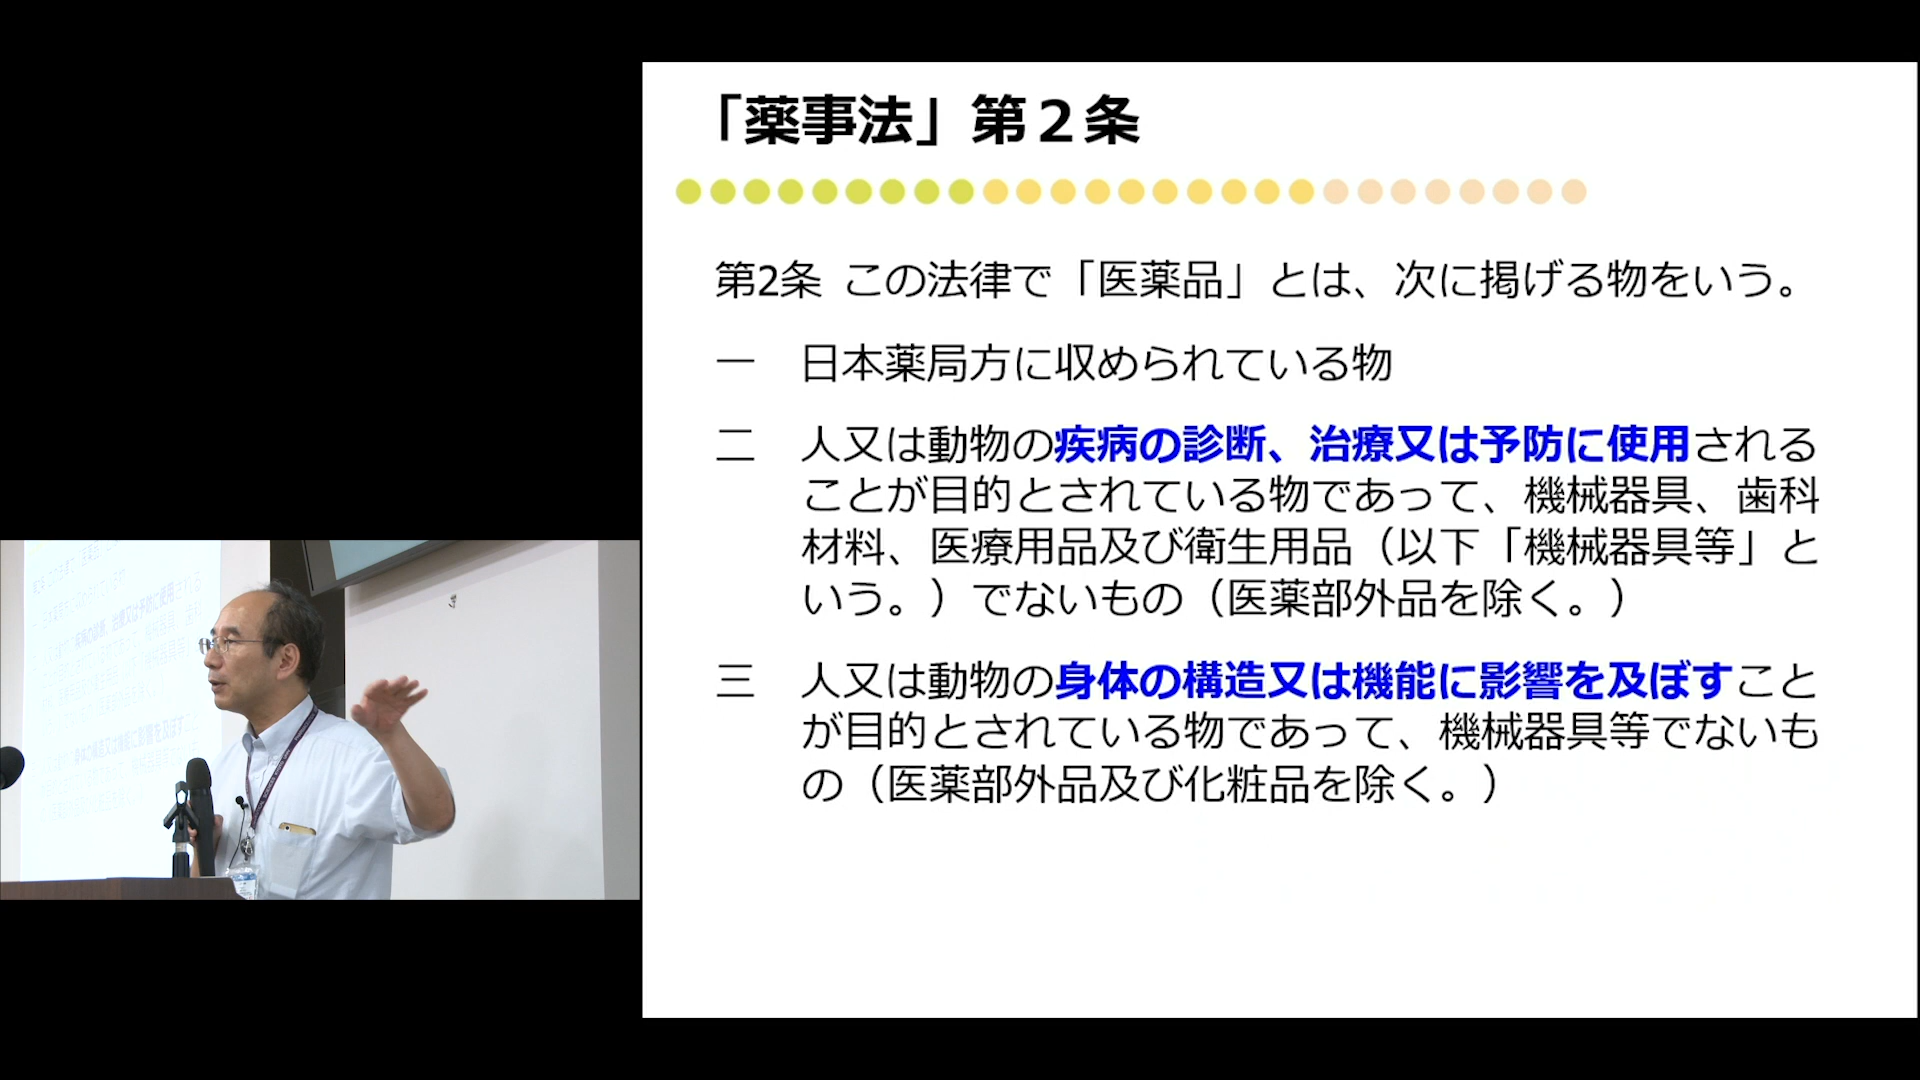 「薬事法」第２条
第2条 この法律で「医薬品」とは、次に掲げる物をいう。
一 日本薬局方に収められている物
二 人又は動物の疾病の診断、治療又は予防に使用される
ことが目的とされている物であって、機械器具、歯科
材料、医療用品及び衛生用品（以下「機械器具等」と
いう。）でないもの（医薬部外品を除く。）
三 人又は動物の身体の構造又は機能に影響を及ぼすこと
が目的とされている物であって、機械器具等でないも
の（医薬部外品及び化粧品を除く。）